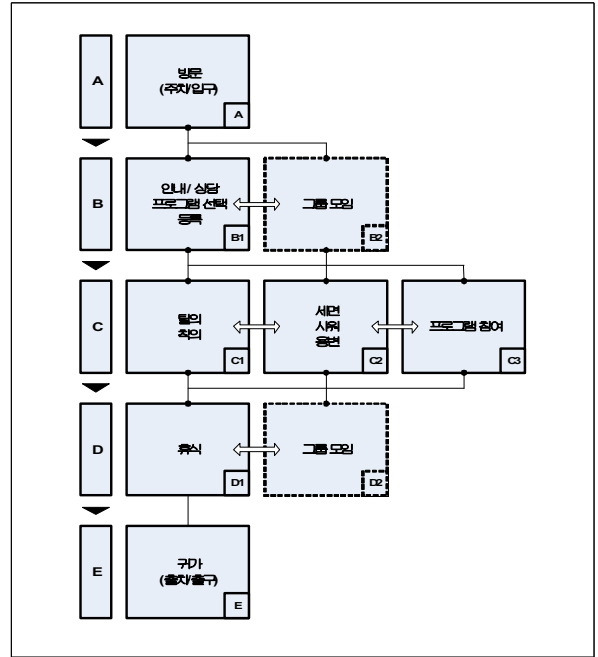 A
방문
(주차/입구)
A
B
안내 / 상담
프로그램 선택
등록
B1
그룹 모임
B2
C
탈의
착의
C1
세면
샤워
용변
C2
프로그램 참여
C3
D
휴식
D1
그룹 모임
D2
E
귀가
(출차/출구)
E